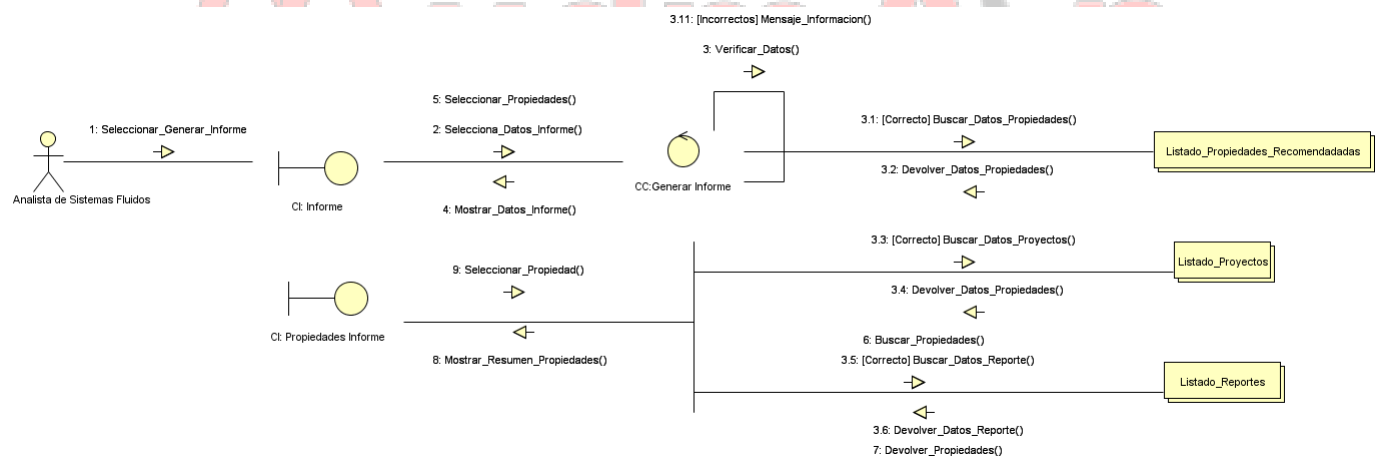 3.11: [Incorrectos] Mensaje_Informacion()
3: Verificar_Datos()
5: Seleccionar_Propiedades()
1: Seleccionar_Generar_Informe
2: Selecciona_Datos_Informe()
3.1: [Correcto] Buscar_Datos_Propiedades()
Listado_Propiedades_Recomendadadas
3.2: Devolver_Datos_Propiedades()
CC:Generar Informe
Analista de Sistemas Fluidos
CI: Informe
4: Mostrar_Datos_Informe()
3.3: [Correcto] Buscar_Datos_Proyectos()
9: Seleccionar_Propiedad()
Listado_Proyectos
3.4: Devolver_Datos_Propiedades()
CI: Propiedades Informe
6: Buscar_Propiedades()
8: Mostrar_Resumen_Propiedades()
3.5: [Correcto] Buscar_Datos_Reporte()
Listado_Reportes
3.6: Devolver_Datos_Reporte()
7: Devolver_Propiedades()